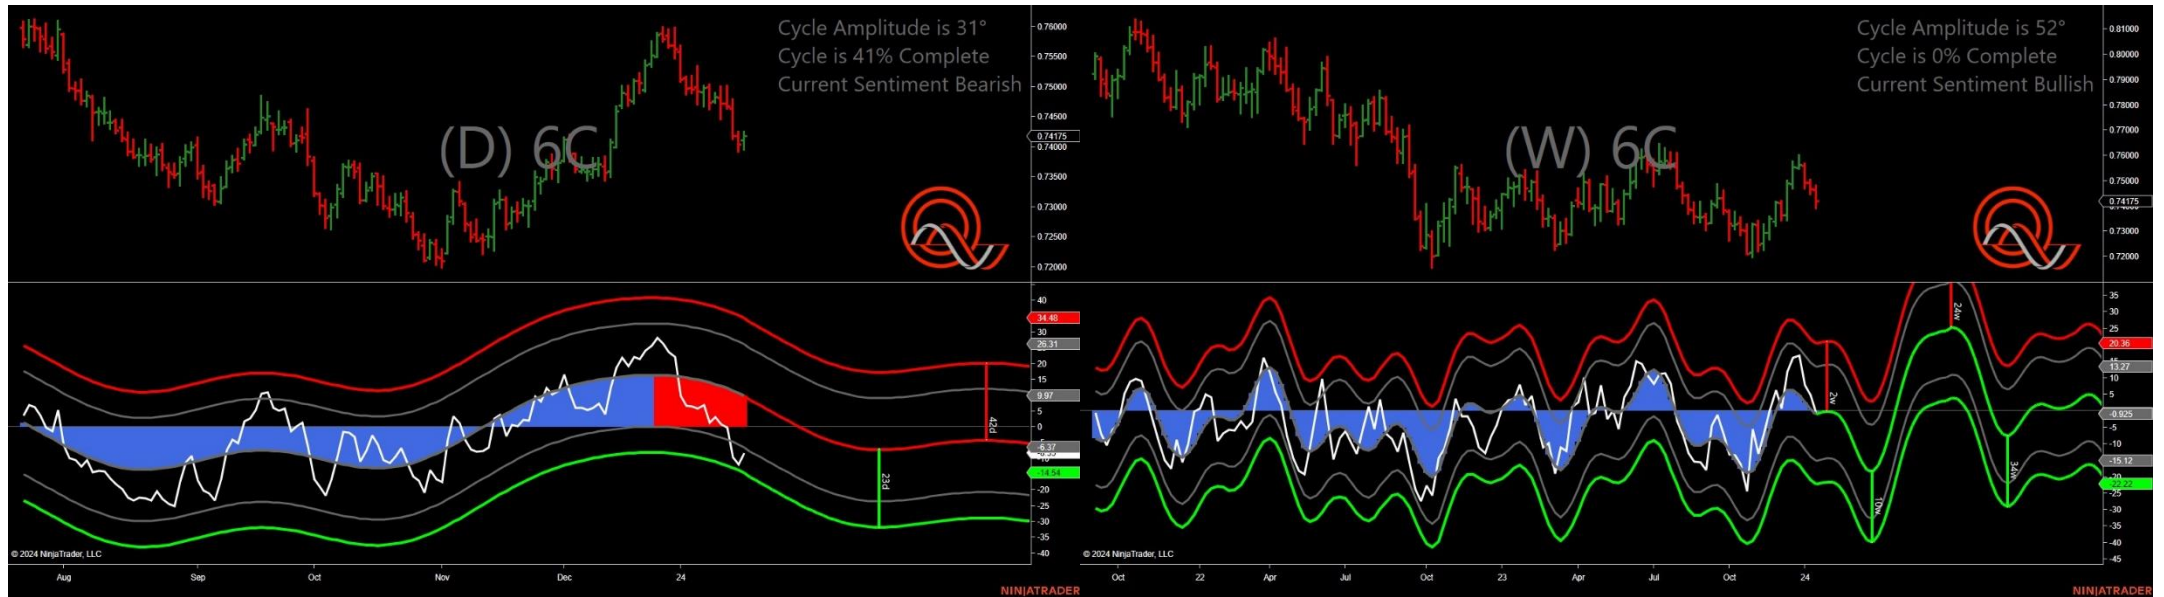 Cycle Amplitude is 31°
Cycle is 41% Complete
Current Sentiment Bearish
(D) 6C
0.76000
0.75500
0.75000
0.74500
0.74175
0.74000
0.73500
0.73000
0.72500
0.72000
40
34.48
30
26.31
20
15
9.97
5
0
-6.37
-14.54
-20
-25
-30
-35
-40
42d
23d
© 2024 NinjaTrader, LLC
Aug Sep Oct Nov Dec 24
NINJATRADER
Cycle Amplitude is 52°
Cycle is 0% Complete
Current Sentiment Bullish
(W) 6C
0.81000
0.80000
0.79000
0.78000
0.77000
0.76000
0.75000
0.74175
0.73000
0.72000
35
30
25
20.36
13.27
10
5
-0.925
-5
-10
-15.12
-22.22
-30
-35
-40
-45
2w
10w
24w
34w
© 2024 NinjaTrader, LLC
Oct 22 Apr Jul Oct 23 Apr Jul Oct 24
NINJATRADER